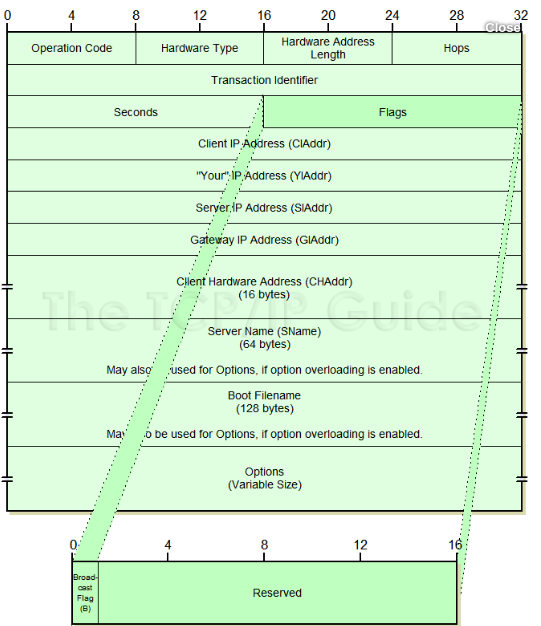 0 4 8 12 16 20 24 28 32
Close
Operation Code Hardware Type Hardware Address Hops
Length
Transaction Identifier
Seconds Flags
Client IP Address (CIAddr)
"Your" IP Address (YIAddr)
Server IP Address (SIAddr)
Gateway IP Address (GIAddr)
Client Hardware Address (CHAddr)
(16 bytes)
The TCP/IP Guide
Server Name (SName)
(64 bytes)
May also be used for Options, if option overloading is enabled.
Boot Filename
(128 bytes)
May also be used for Options, if option overloading is enabled.
Options
(Variable Size)
0 4 8 12 16
Broad-
cast
Flag
(B)
Reserved